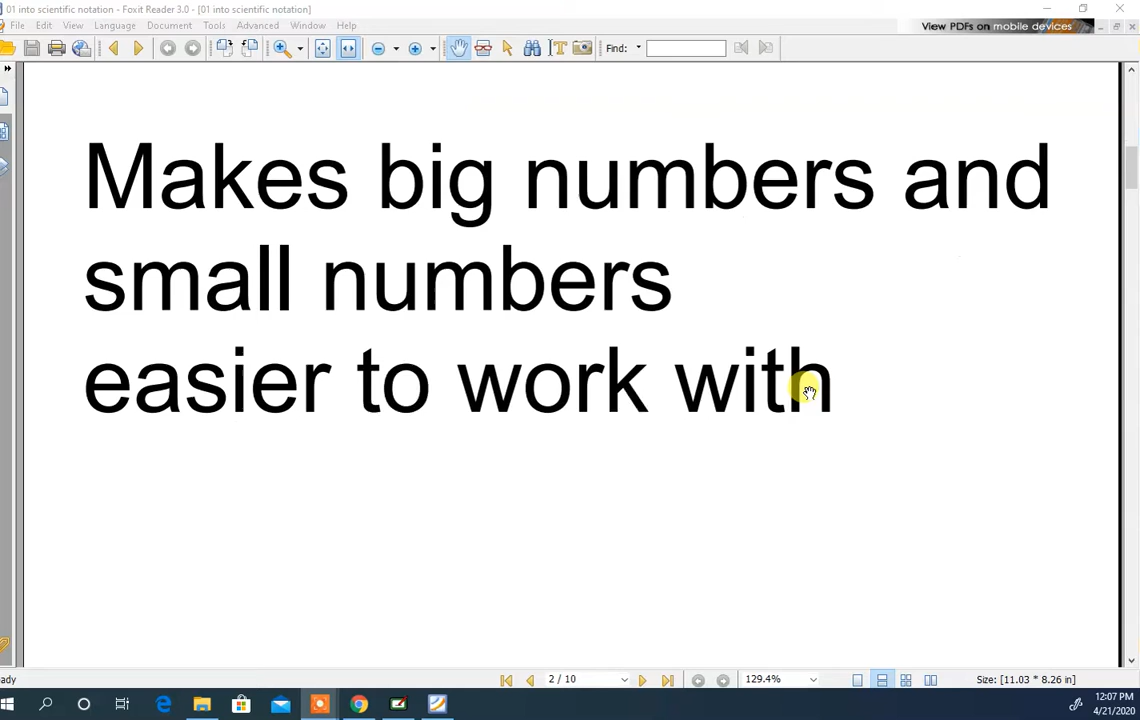 01 into scientific notation - Foxit Reader 3.0 - [01 into scientific notation]
File Edit View Language Document Tools Advanced Window Help
View PDFs on mobile devices
Find:
Makes big numbers and
small numbers
easier to work with
ady 2 / 10 129.4% Size: [11.03 * 8.26 in]
12:07 PM
4/21/2020